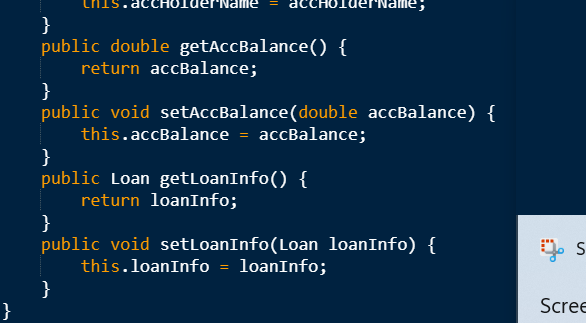 this.accHolderName = accHolderName;
}
public double getAccBalance() {
return accBalance;
}
public void setAccBalance(double accBalance) {
this.accBalance = accBalance;
}
public Loan getLoanInfo() {
return loanInfo;
}
public void setLoanInfo(Loan loanInfo) {
this.loanInfo = loanInfo;
}
}
S
Scree